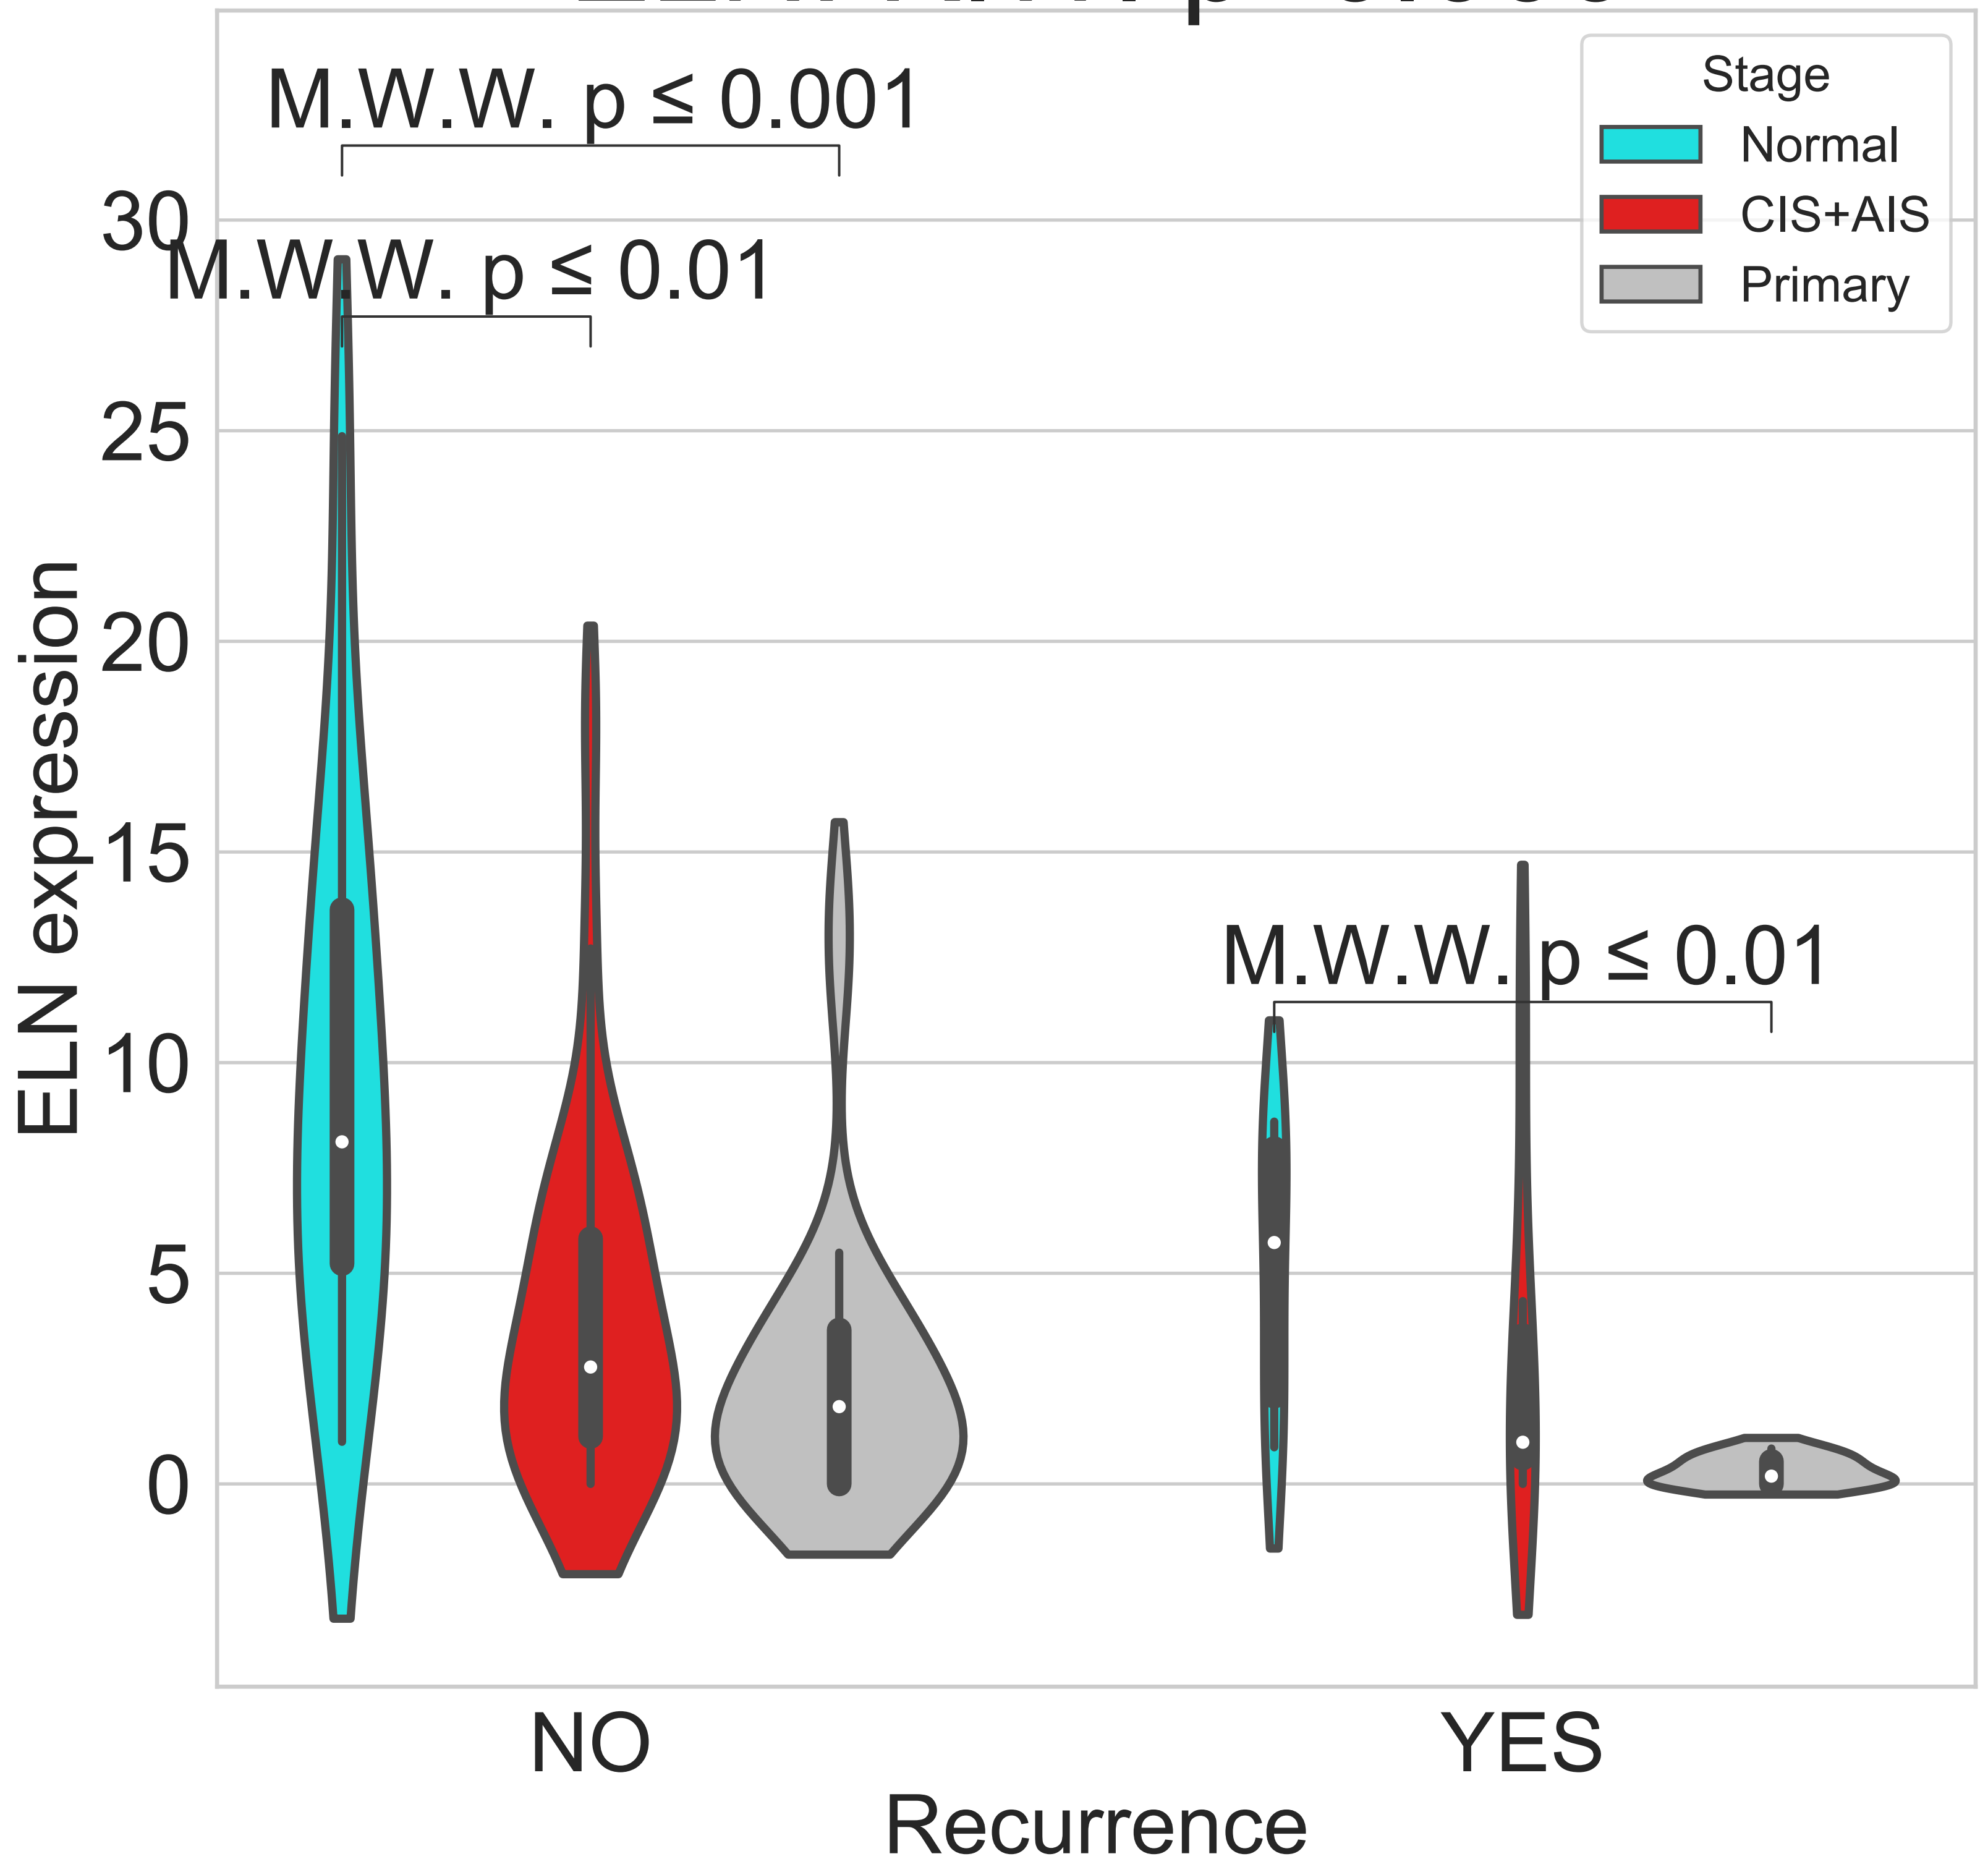 M.W.W. p ≤ 0.001
M.W.W. p ≤ 0.01
M.W.W. p ≤ 0.01
Stage
Normal
CIS+AIS
Primary
ELN expression
30
25
20
15
10
5
0
NO
YES
Recurrence